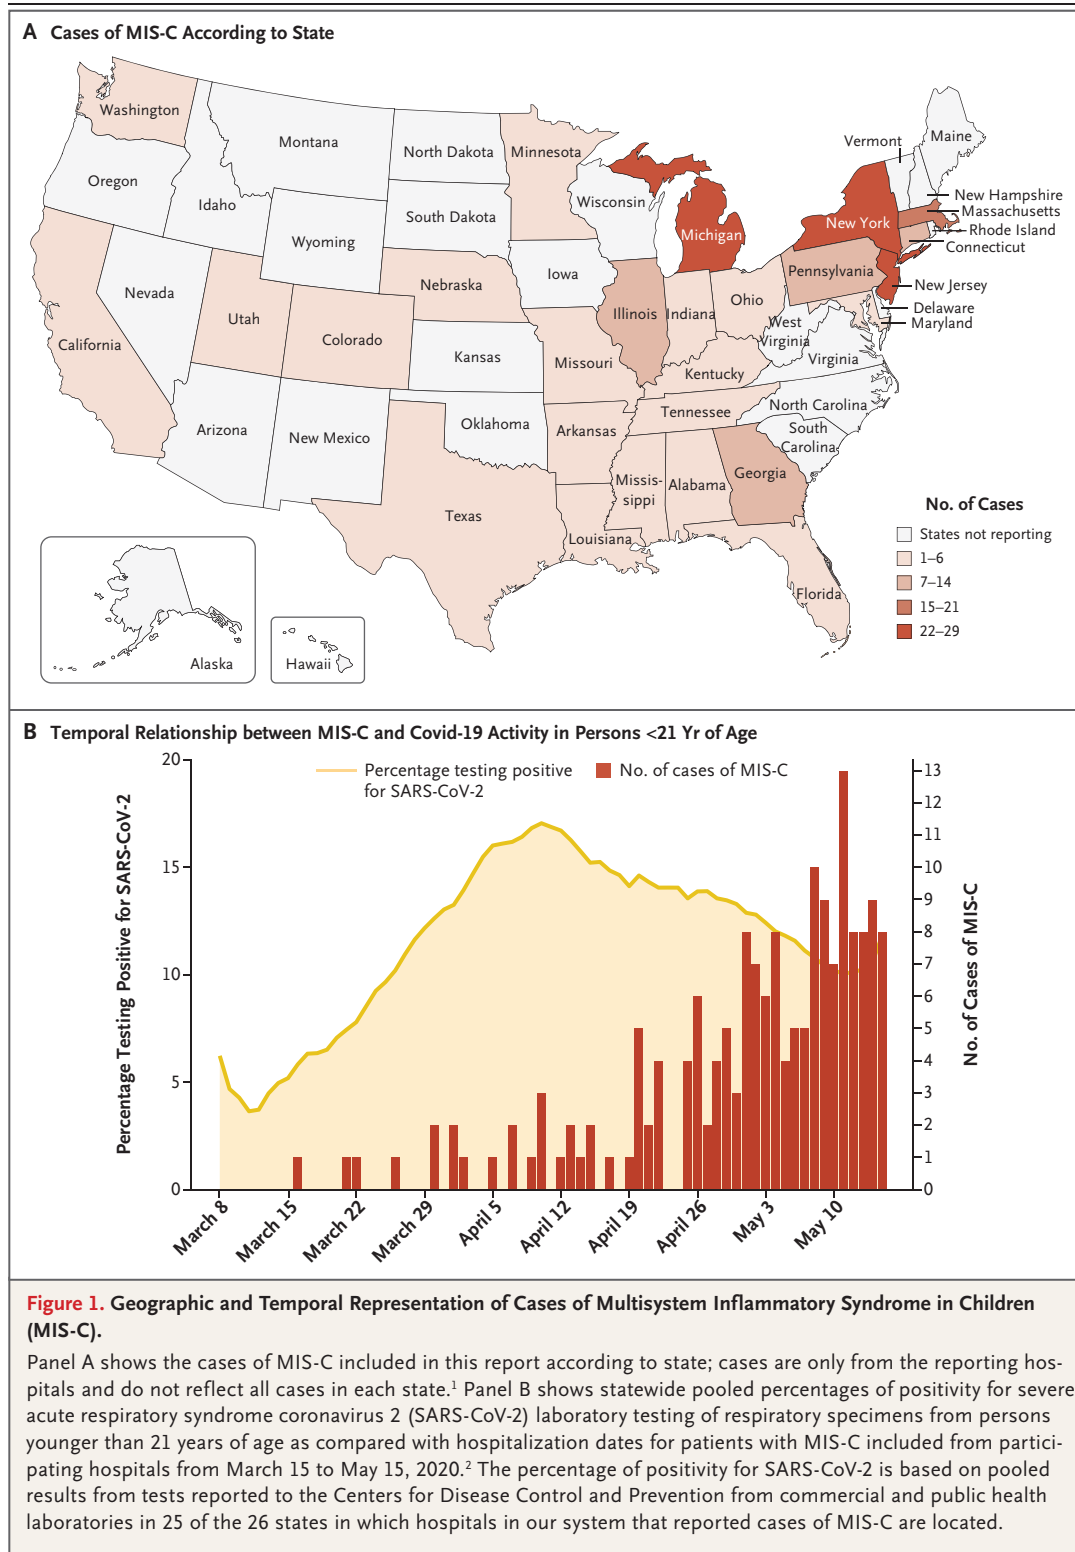 A Cases of MIS-C According to State
Washington
Montana
North Dakota
Minnesota
Vermont
Maine
Oregon
Idaho
Wisconsin
New Hampshire
South Dakota
Massachusetts
Wyoming
Michigan
New York
Rhode Island
Connecticut
Iowa
Pennsylvania
Nebraska
New Jersey
Nevada
Ohio
Illinois
Indiana
Delaware
Utah
Maryland
California
Colorado
West
Virginia
Virginia
Kansas
Missouri
Kentucky
North Carolina
Tennessee
Oklahoma
Arizona
New Mexico
Arkansas
South
Carolina
Georgia
Missis-
sippi
Alabama
Texas
Louisiana
Florida
Alaska
Hawaii
No. of Cases
States not reporting
1–6
7–14
15–21
22–29
B Temporal Relationship between MIS-C and Covid-19 Activity in Persons <21 Yr of Age
Percentage testing positive
for SARS-CoV-2
No. of cases of MIS-C
Percentage Testing Positive for SARS-CoV-2
20
15
10
5
0
13
12
11
10
9
8
7
6
5
4
3
2
1
0
No. of Cases of MIS-C
March 8
March 15
March 22
March 29
April 5
April 12
April 19
April 26
May 3
May 10
Figure 1. Geographic and Temporal Representation of Cases of Multisystem Inflammatory Syndrome in Children
(MIS-C).
Panel A shows the cases of MIS-C included in this report according to state; cases are only from the reporting hos-
pitals and do not reflect all cases in each state.1 Panel B shows statewide pooled percentages of positivity for severe
acute respiratory syndrome coronavirus 2 (SARS-CoV-2) laboratory testing of respiratory specimens from persons
younger than 21 years of age as compared with hospitalization dates for patients with MIS-C included from partici-
pating hospitals from March 15 to May 15, 2020.2 The percentage of positivity for SARS-CoV-2 is based on pooled
results from tests reported to the Centers for Disease Control and Prevention from commercial and public health
laboratories in 25 of the 26 states in which hospitals in our system that reported cases of MIS-C are located.